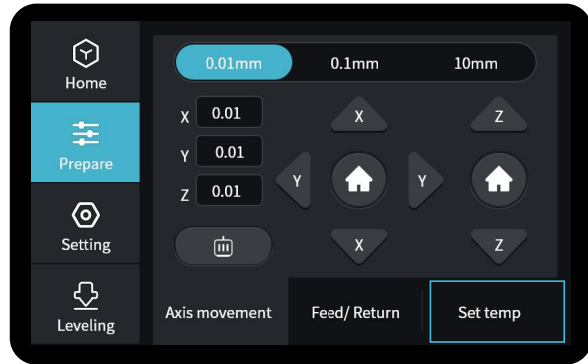 Home
Prepare
Setting
Leveling
0.01mm 0.1mm 10mm
X 0.01
Y 0.01
Z 0.01
X
Y Y
X
Z
Z
Axis movement Feed/ Return Set temp